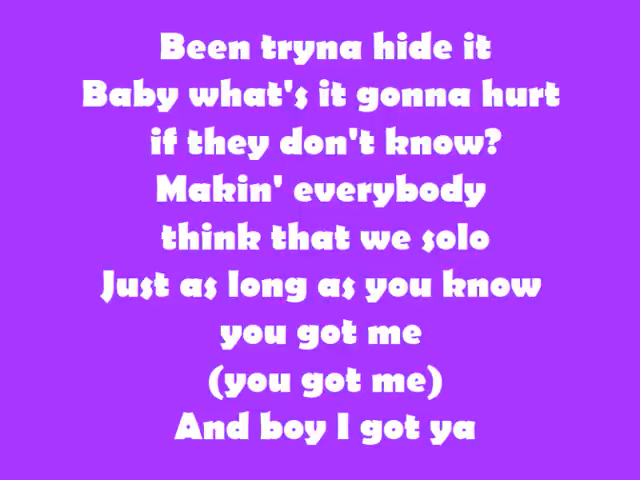 Been tryna hide it
Baby what's it gonna hurt
if they don't know?
Makin' everybody
think that we solo
Just as long as you know
you got me
(you got me)
And boy I got ya